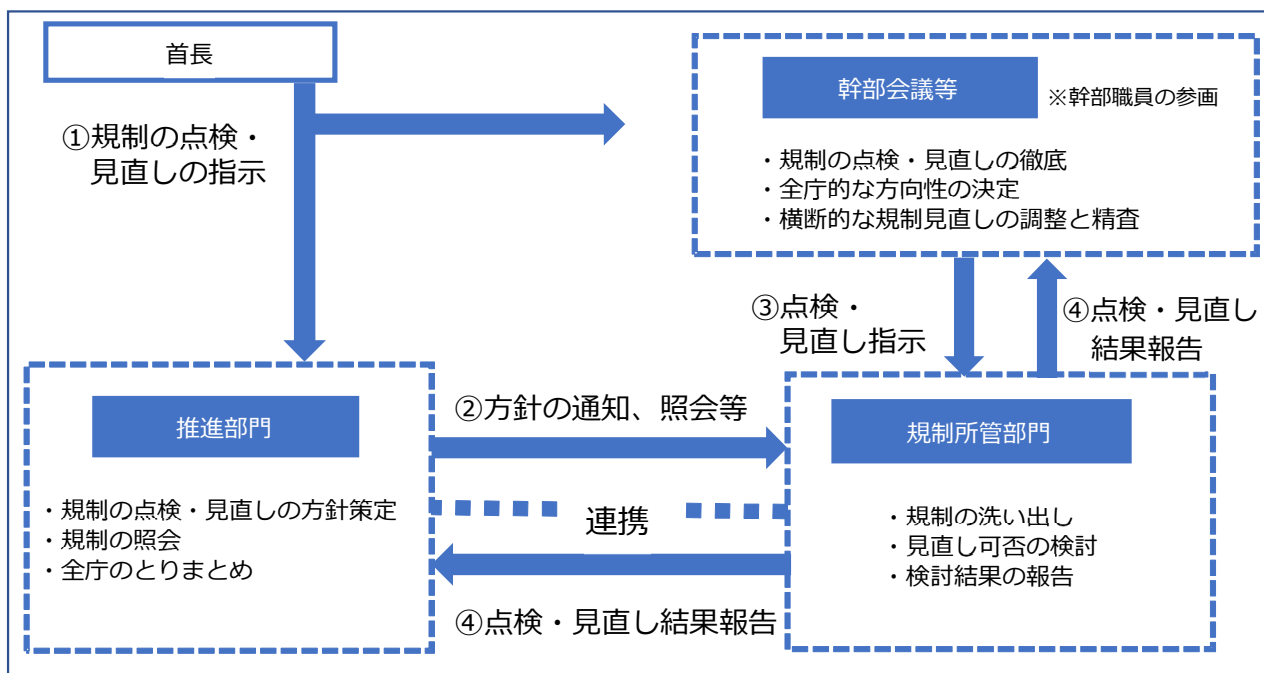 首長
幹部会議等
※幹部職員の参画
①規制の点検・
見直しの指示
・規制の点検・見直しの徹底
・全庁的な方向性の決定
・横断的な規制見直しの調整と精査
③点検・
見直し指示
④点検・見直し
結果報告
推進部門
②方針の通知、照会等
規制所管部門
・規制の点検・見直しの方針策定
・規制の照会
・全庁のとりまとめ
連携
・規制の洗い出し
・見直し可否の検討
・検討結果の報告
④点検・見直し結果報告